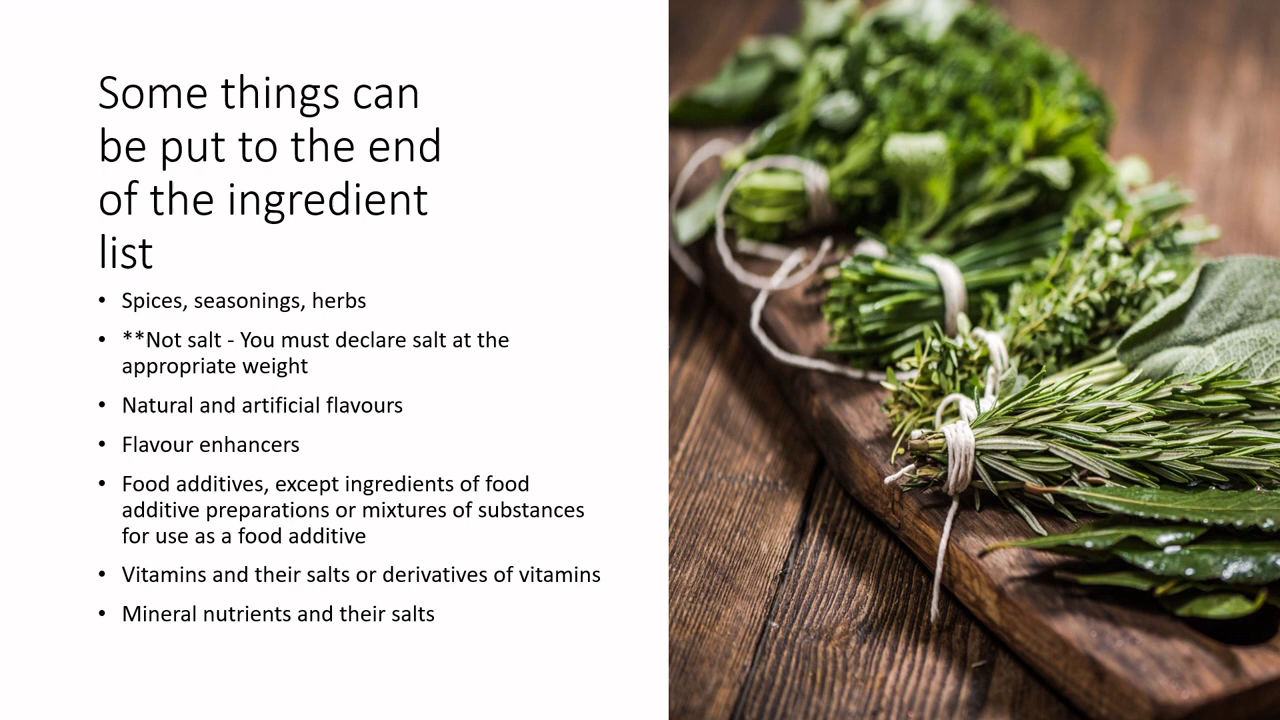 Some things can
be put to the end
of the ingredient
list
• Spices, seasonings, herbs
• **Not salt - You must declare salt at the
appropriate weight
• Natural and artificial flavours
• Flavour enhancers
• Food additives, except ingredients of food
additive preparations or mixtures of substances
for use as a food additive
• Vitamins and their salts or derivatives of vitamins
• Mineral nutrients and their salts